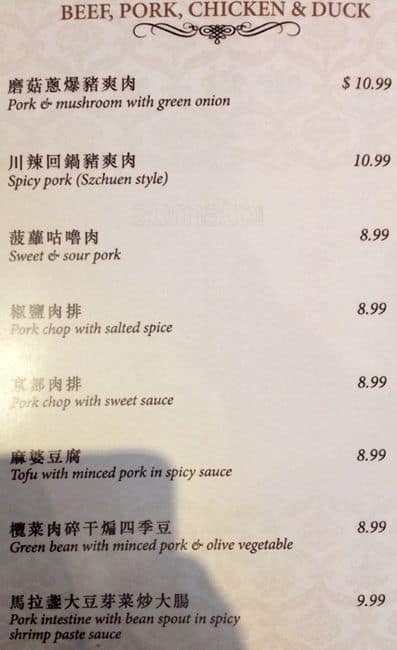 BEEF, PORK, CHICKEN & DUCK
磨菇蔥爆豬爽肉
$ 10.99
Pork & mushroom with green onion
川辣回鍋豬爽肉
10.99
Spicy pork (Szchuen style)
菠蘿咕嚕肉
8.99
Sweet & sour pork
椒鹽肉排
8.99
Pork chop with salted spice
京都肉排
8.99
Pork chop with sweet sauce
麻婆豆腐
8.99
Tofu with minced pork in spicy sauce
欖菜肉碎干煸四季豆
8.99
Green bean with minced pork & olive vegetable
馬拉盞大豆芽菜炒大腸
9.99
Pork intestine with bean spout in spicy
shrimp paste sauce